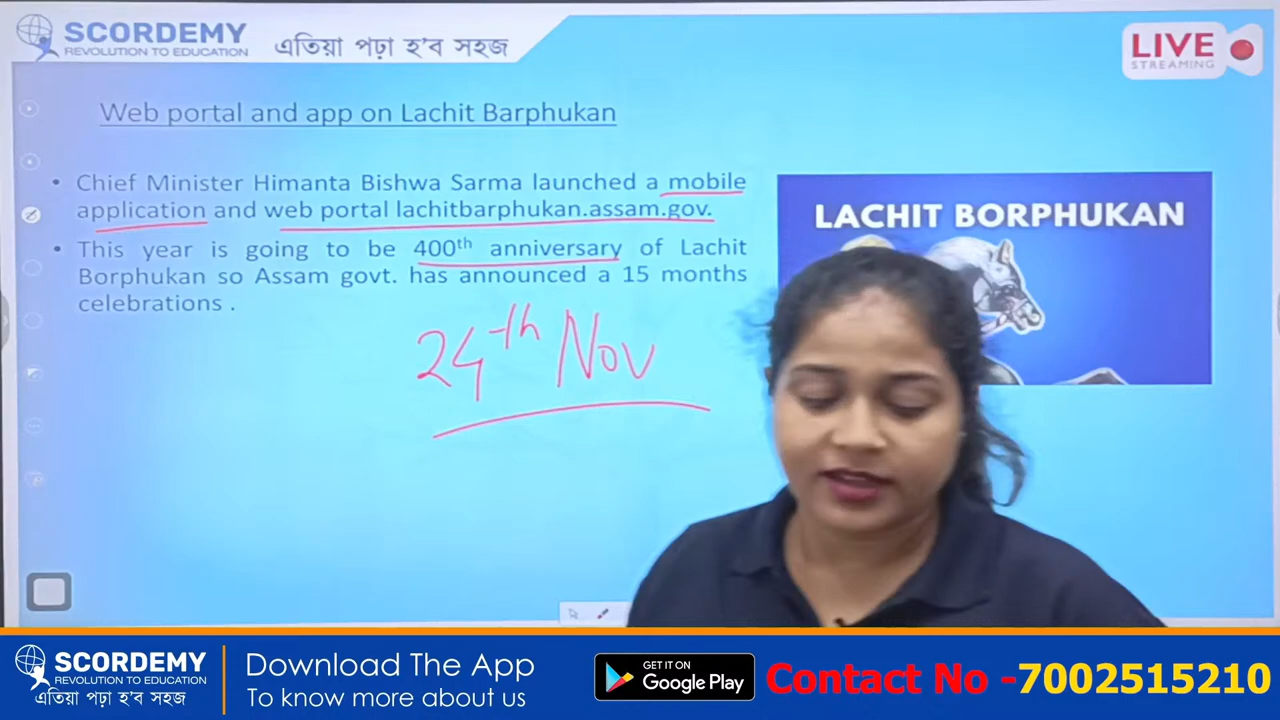 SCORDEMY
REVOLUTION TO EDUCATION
এতিয়া পঢ়া হ'ব সহজ
LIVE
STREAMING
Web portal and app on Lachit Barphukan
• Chief Minister Himanta Bishwa Sarma launched a mobile
application and web portal lachitbarphukan.assam.gov.
• This year is going to be 400th anniversary of Lachit
Borphukan so Assam govt. has announced a 15 months
celebrations .
LACHIT BORPHUKAN
24th Nov
SCORDEMY
REVOLUTION TO EDUCATION
এতিয়া পঢ়া হ'ব সহজ
Download The App
To know more about us
GET IT ON
Google Play
Contact No -7002515210